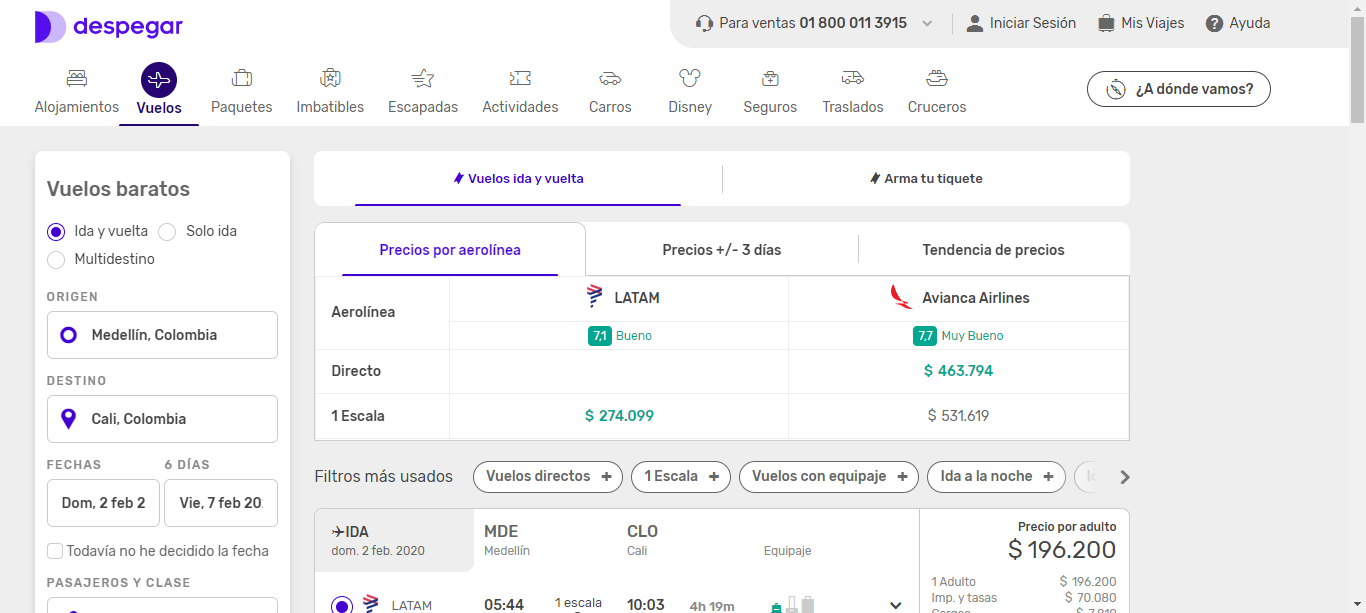 despegar
Para ventas 01 800 011 3915
Iniciar Sesión
Mis Viajes
Ayuda
Alojamientos
Vuelos
Paquetes
Imbatibles
Escapadas
Actividades
Carros
Disney
Seguros
Traslados
Cruceros
¿A dónde vamos?
Vuelos baratos
Ida y vuelta
Solo ida
Multidestino
ORIGEN
Medellín, Colombia
DESTINO
Cali, Colombia
FECHAS
6 DÍAS
Dom, 2 feb 2
Vie, 7 feb 20
Todavía no he decidido la fecha
PASAJEROS Y CLASE
Vuelos ida y vuelta
Arma tu tiquete
Precios por aerolínea
Precios +/- 3 días
Tendencia de precios
Aerolínea
LATAM
Avianca Airlines
7,1 Bueno
7,7 Muy Bueno
Directo
$ 463.794
1 Escala
$ 274.099
$ 531.619
Filtros más usados
Vuelos directos +
1 Escala +
Vuelos con equipaje +
Ida a la noche +
IDA
dom. 2 feb. 2020
MDE
Medellín
CLO
Cali
Equipaje
LATAM
05:44
1 escala
10:03
4h 19m
Precio por adulto
$ 196.200
1 Adulto
$ 196.200
Imp. y tasas
$ 70.080